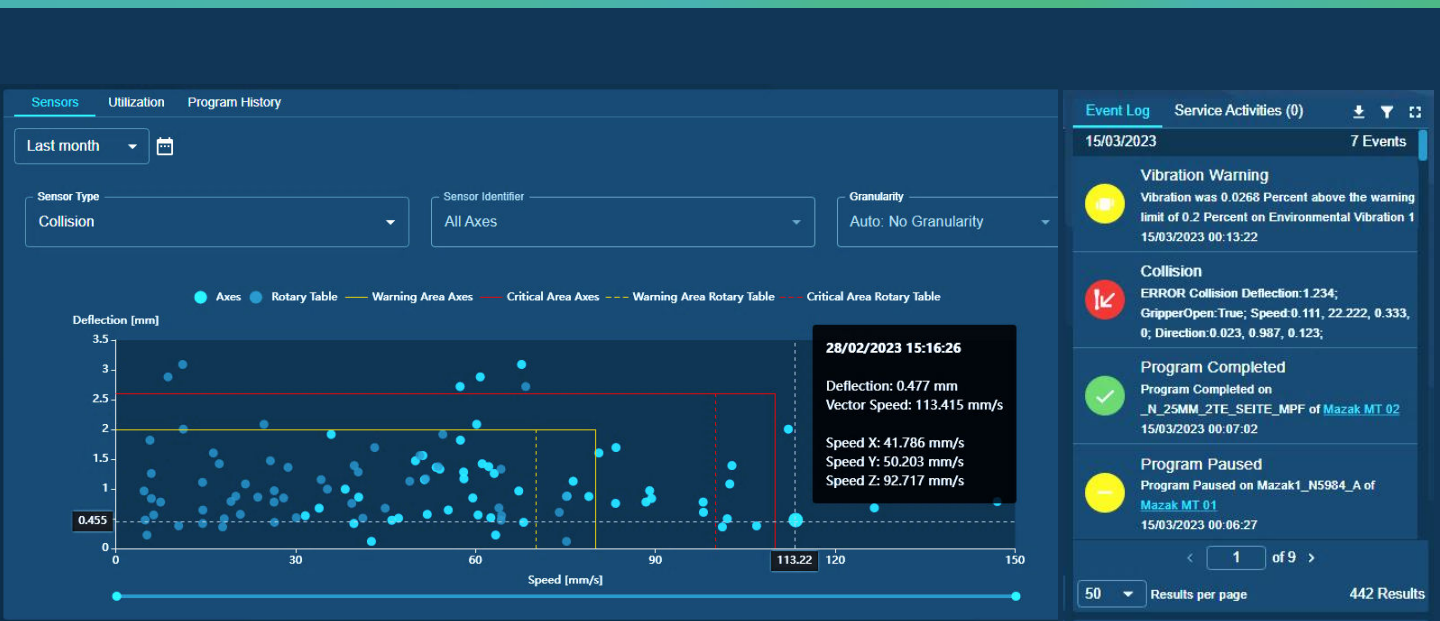 Sensors Utilization Program History
Last month
Sensor Type
Collision
Sensor Identifier
All Axes
Granularity
Auto: No Granularity
Axes Rotary Table Warning Area Axes Critical Area Axes Warning Area Rotary Table Critical Area Rotary Table
Deflection [mm]
3.5
3
2.5
2
1.5
1
0.455
0
0 30 60 90 113.22 120 150
Speed [mm/s]
28/02/2023 15:16:26
Deflection: 0.477 mm
Vector Speed: 113.415 mm/s
Speed X: 41.786 mm/s
Speed Y: 50.203 mm/s
Speed Z: 92.717 mm/s
Event Log Service Activities (0)
15/03/2023 7 Events
Vibration Warning
Vibration was 0.0268 Percent above the warning
limit of 0.2 Percent on Environmental Vibration 1
15/03/2023 00:13:22
Collision
ERROR Collision Deflection:1.234;
GripperOpen:True; Speed:0.111, 22.222, 0.333,
0; Direction:0.023, 0.987, 0.123;
Program Completed
Program Completed on
_N_25MM_2TE_SEITE_MPF of Mazak MT 02
15/03/2023 00:07:02
Program Paused
Program Paused on Mazak1_N5984_A of
Mazak MT 01
15/03/2023 00:06:27
< 1 of 9 >
50 Results per page 442 Results